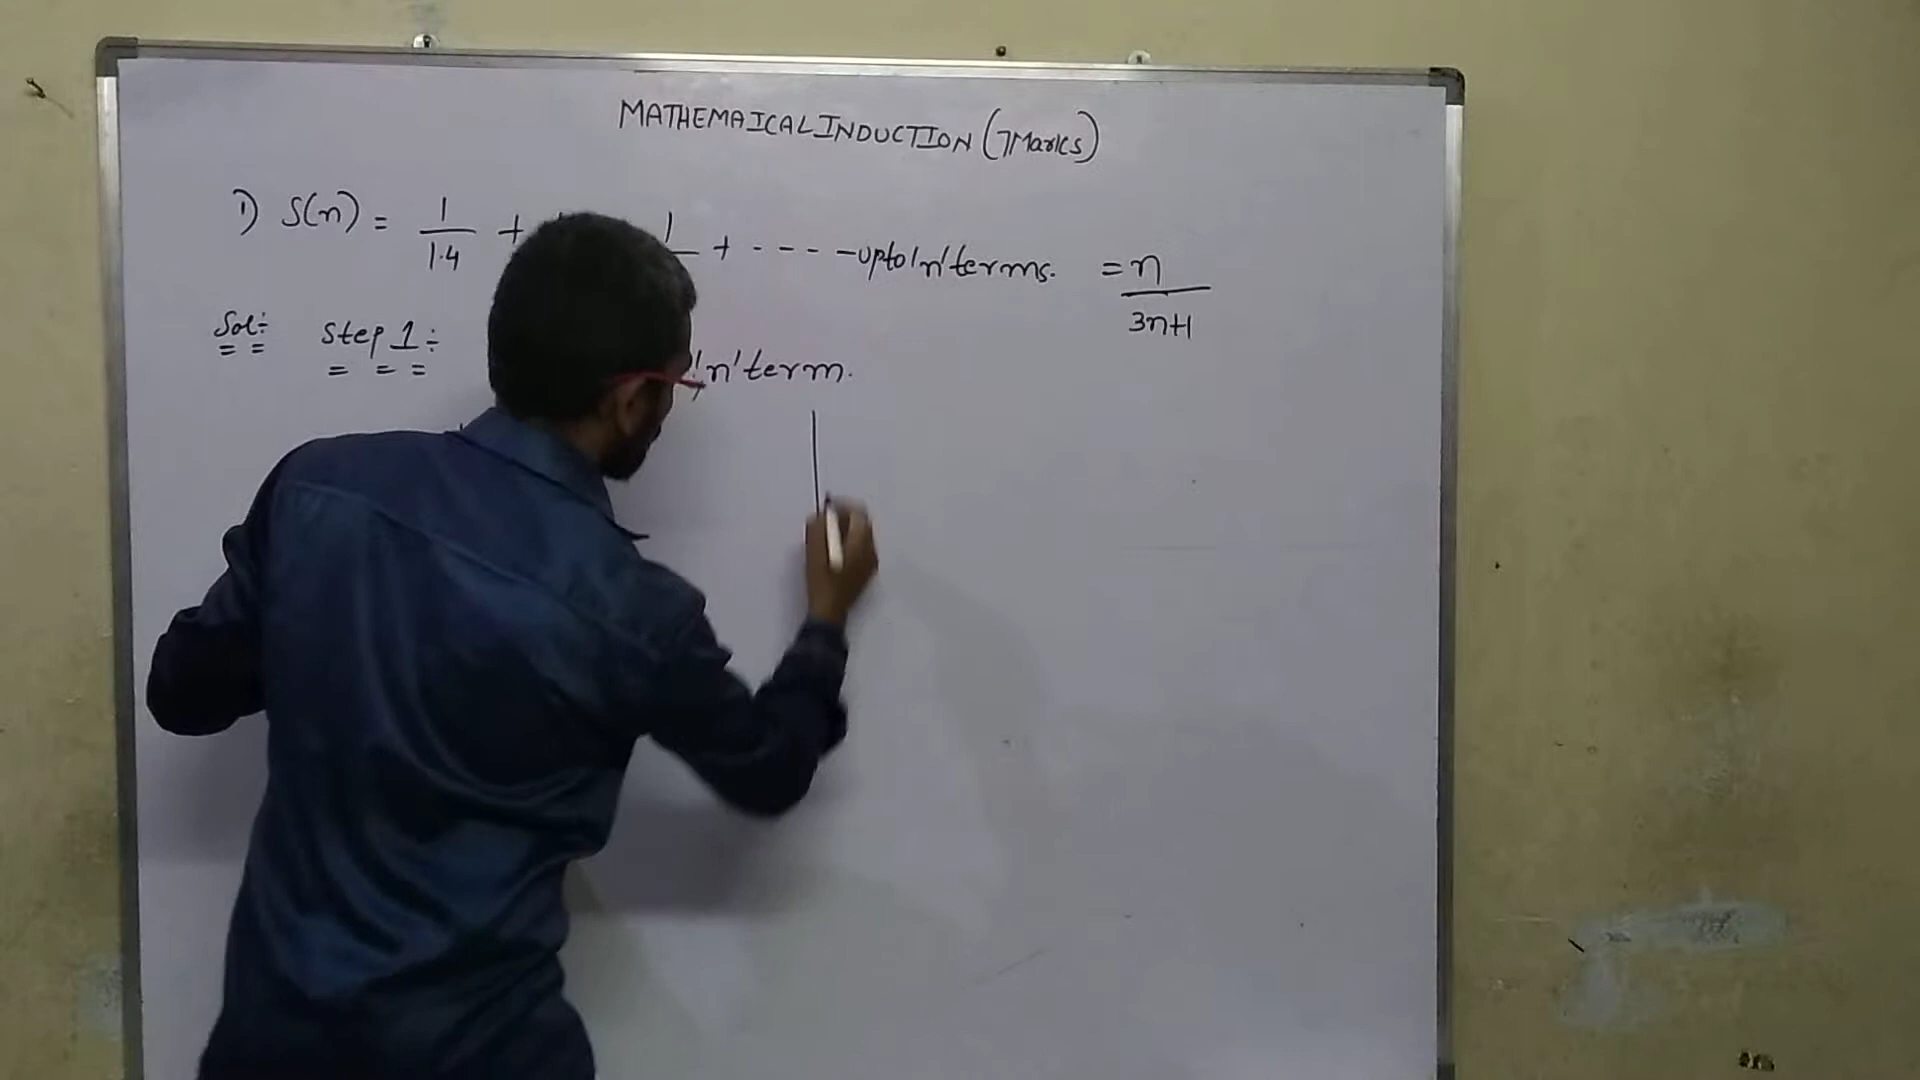 MATHEMAICAL INDUCTION (7Marks)
1) S(n) = 1/1.4 + 1/ + ---- upto 'n' terms. = n/3n+1
Sol: Step 1: 'n' term.